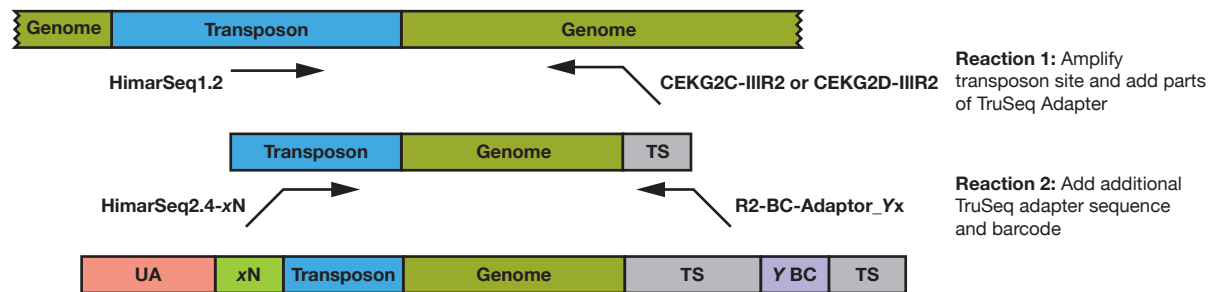 Genome Transposon Genome
HimarSeq1.2
CEKG2C-IllR2 or CEKG2D-IllR2
Reaction 1: Amplify
transposon site and add parts
of TruSeq Adapter
Transposon Genome TS
HimarSeq2.4-xN
R2-BC-Adaptor_Yx
Reaction 2: Add additional
TruSeq adapter sequence
and barcode
UA xN Transposon Genome TS Y BC TS